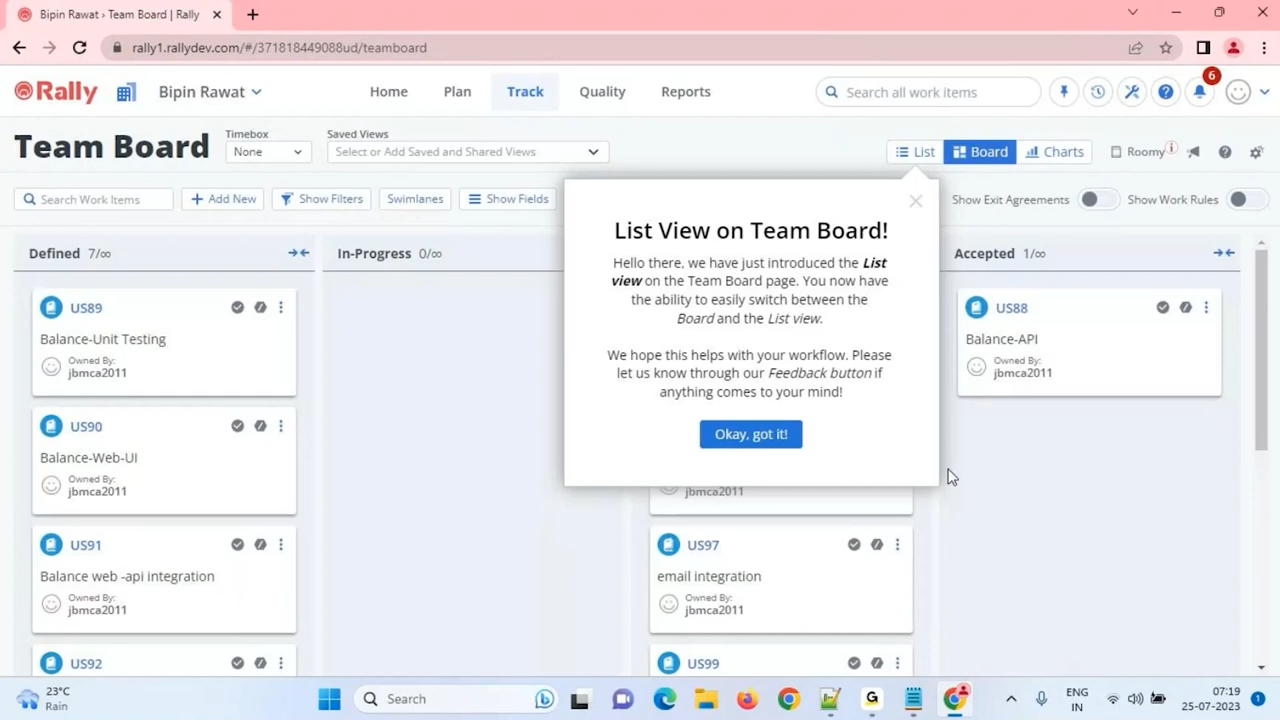 Bipin Rawat › Team Board | Rally
rally1.rallydev.com/#/371818449088ud/teamboard
Rally
Bipin Rawat
Home
Plan
Track
Quality
Reports
Search all work items
6
Team Board
Timebox
None
Saved Views
Select or Add Saved and Shared Views
List
Board
Charts
Roomy
Search Work Items
Add New
Show Filters
Swimlanes
Show Fields
Show Exit Agreements
Show Work Rules
List View on Team Board!
Hello there, we have just introduced the List
view on the Team Board page. You now have
the ability to easily switch between the
Board and the List view.
We hope this helps with your workflow. Please
let us know through our Feedback button if
anything comes to your mind!
Okay, got it!
Defined 7/∞
US89
Balance-Unit Testing
Owned By:
jbmca2011
US90
Balance-Web-UI
Owned By:
jbmca2011
US91
Balance web -api integration
Owned By:
jbmca2011
US92
In-Progress 0/∞
jbmca2011
US97
email integration
Owned By:
jbmca2011
US99
Accepted 1/∞
US88
Balance-API
Owned By:
jbmca2011
23°C
Rain
Search
ENG
IN
07:19
25-07-2023
1